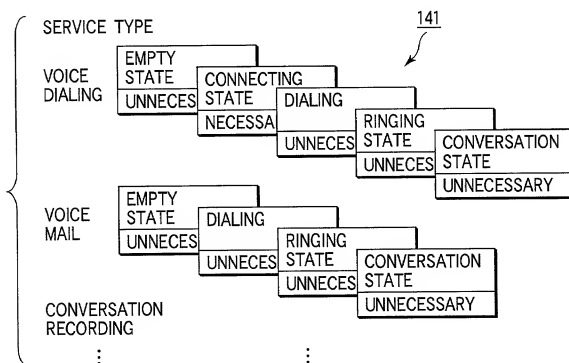 SERVICE TYPE
141
VOICE DIALING
EMPTY STATE
UNNECES
CONNECTING STATE
NECESSA
DIALING
UNNECES
RINGING STATE
UNNECES
CONVERSATION STATE
UNNECESSARY
VOICE MAIL
EMPTY STATE
UNNECES
DIALING
UNNECES
RINGING STATE
UNNECES
CONVERSATION STATE
UNNECESSARY
CONVERSATION RECORDING